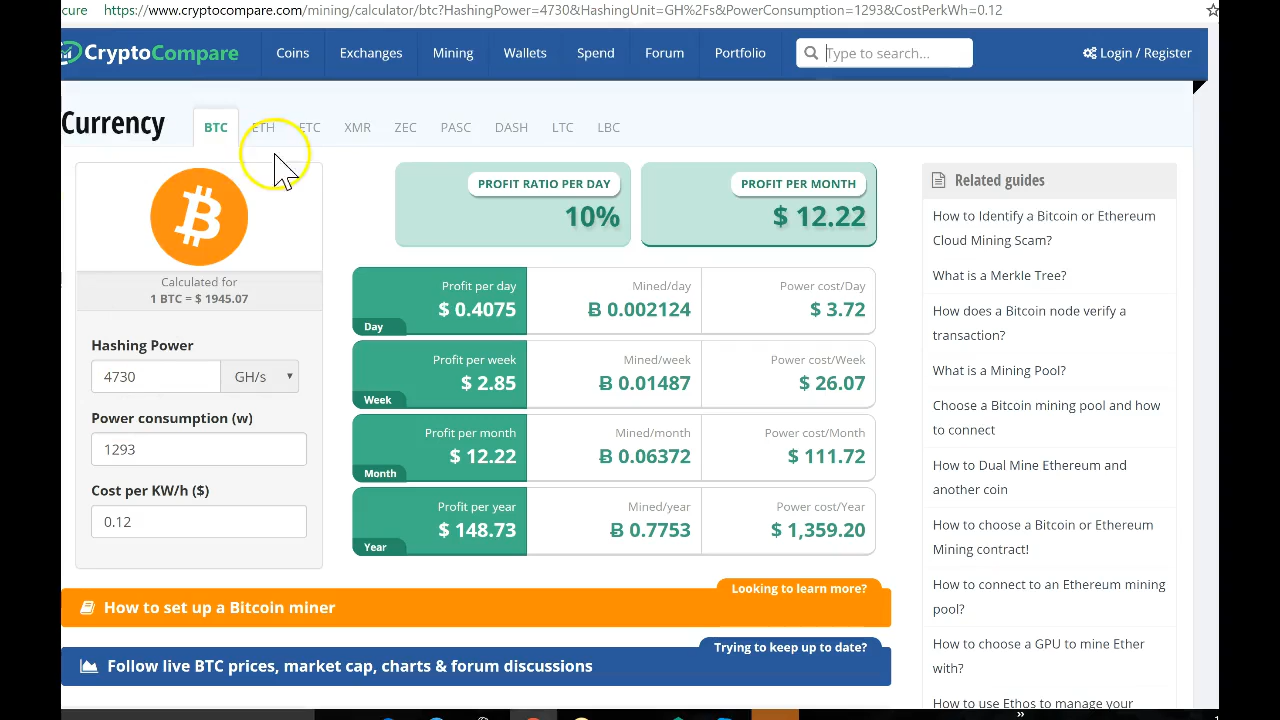 cure https://www.cryptocompare.com/mining/calculator/btc?HashingPower=4730&HashingUnit=GH%2Fs&PowerConsumption=1293&CostPerkWh=0.12
CryptoCompare Coins Exchanges Mining Wallets Spend Forum Portfolio Type to search... Login / Register
Currency BTC ETH ETC XMR ZEC PASC DASH LTC LBC
Calculated for
1 BTC = $ 1945.07
Hashing Power
4730 GH/s
Power consumption (w)
1293
Cost per KW/h ($)
0.12
PROFIT RATIO PER DAY
10%
PROFIT PER MONTH
$ 12.22
Profit per day Mined/day Power cost/Day
$ 0.4075 Ƀ 0.002124 $ 3.72
Day
Profit per week Mined/week Power cost/Week
$ 2.85 Ƀ 0.01487 $ 26.07
Week
Profit per month Mined/month Power cost/Month
$ 12.22 Ƀ 0.06372 $ 111.72
Month
Profit per year Mined/year Power cost/Year
$ 148.73 Ƀ 0.7753 $ 1,359.20
Year
Looking to learn more?
How to set up a Bitcoin miner
Trying to keep up to date?
Follow live BTC prices, market cap, charts & forum discussions
Related guides
How to Identify a Bitcoin or Ethereum
Cloud Mining Scam?
What is a Merkle Tree?
How does a Bitcoin node verify a
transaction?
What is a Mining Pool?
Choose a Bitcoin mining pool and how
to connect
How to Dual Mine Ethereum and
another coin
How to choose a Bitcoin or Ethereum
Mining contract!
How to connect to an Ethereum mining
pool?
How to choose a GPU to mine Ether
with?
How to use Ethos to manage your